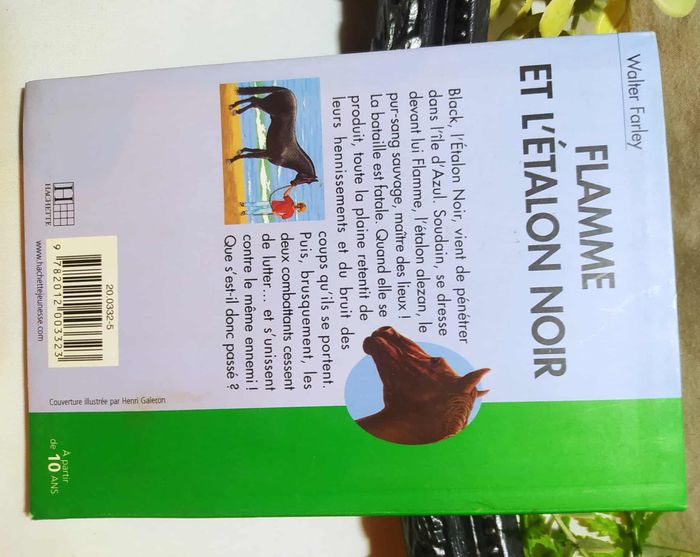 Walter Farley
FLAMME
ET L'ÉTALON NOIR
Black, l'Étalon Noir, vient de pénétrer
dans l'île d'Azul. Soudain, se dresse
devant lui Flamme, l'étalon alezan, le
pur-sang sauvage, maître des lieux !
La bataille est fatale. Quand elle se
produit, toute la plaine retentit de
leurs hennissements et du bruit des
coups qu'ils se portent.
Puis, brusquement, les
deux combattants cessent
de lutter... et s'unissent
contre le même ennemi !
Que s'est-il donc passé ?
HACHETTE
www.hachettejeunesse.com
20.0332-5
9 782012 003323
Couverture illustrée par Henri Galeron
À partir
de 10 ANS